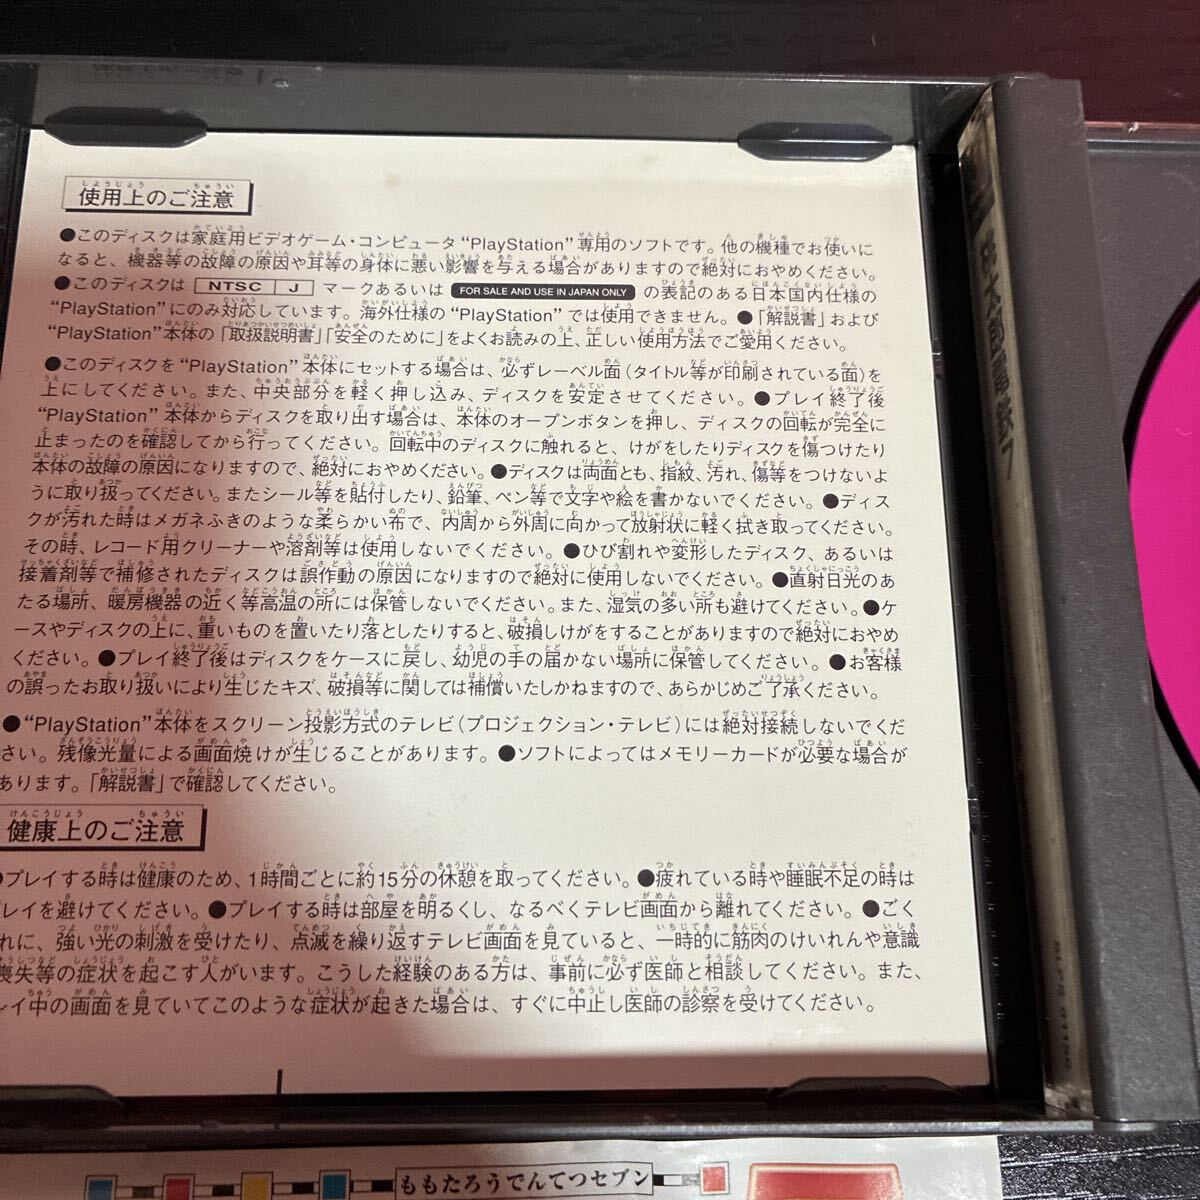 使用上のご注意
●このディスクは家庭用ビデオゲーム・コンピュータ“PlayStation”専用のソフトです。他の機種でお使いに
なると、機器等の故障の原因や耳等の身体に悪い影響を与える場合がありますので絶対におやめください。
●このディスクは NTSC J マークあるいは FOR SALE AND USE IN JAPAN ONLY の表記のある日本国内仕様の
“PlayStation”にのみ対応しています。海外仕様の“PlayStation”では使用できません。●「解説書」および
“PlayStation”本体の「取扱説明書」「安全のために」をよくお読みの上、正しい使用方法でご愛用ください。
●このディスクを“PlayStation”本体にセットする場合は、必ずレーベル面(タイトル等が印刷されている面)を
上にしてください。また、中央部分を軽く押し込み、ディスクを安定させてください。●プレイ終了後
“PlayStation”本体からディスクを取り出す場合は、本体のオープンボタンを押し、ディスクの回転が完全に
止まったのを確認してから行ってください。回転中のディスクに触れると、けがをしたりディスクを傷つけたり
本体の故障の原因になりますので、絶対におやめください。●ディスクは両面とも、指紋、汚れ、傷等をつけないよ
うに取り扱ってください。またシール等を貼付したり、鉛筆、ペン等で文字や絵を書かないでください。●ディス
クが汚れた時はメガネふきのような柔らかい布で、内周から外周に向かって放射状に軽く拭き取ってください。
その時、レコード用クリーナーや溶剤等は使用しないでください。●ひび割れや変形したディスク、あるいは
接着剤等で補修されたディスクは誤作動の原因になりますので絶対に使用しないでください。●直射日光のあ
たる場所、暖房機器の近く等高温の所には保管しないでください。また、湿気の多い所も避けてください。●ケ
ースやディスクの上に、重いものを置いたり落としたりすると、破損しけがをすることがありますので絶対におやめ
ください。●プレイ終了後はディスクをケースに戻し、幼児の手の届かない場所に保管してください。●お客様
の誤ったお取り扱いにより生じたキズ、破損等に関しては補償いたしかねますので、あらかじめご了承ください。
●“PlayStation”本体をスクリーン投影方式のテレビ(プロジェクション・テレビ)には絶対接続しないでくだ
さい。残像光量による画面焼けが生じることがあります。●ソフトによってはメモリーカードが必要な場合が
あります。「解説書」で確認してください。
健康上のご注意
●プレイする時は健康のため、1時間ごとに約15分の休憩を取ってください。●疲れている時や睡眠不足の時は
レイを避けてください。●プレイする時は部屋を明るくし、なるべくテレビ画面から離れてください。●ごく
れに、強い光の刺激を受けたり、点滅を繰り返すテレビ画面を見ていると、一時的に筋肉のけいれんや意識
喪失等の症状を起こす人がいます。こうした経験のある方は、事前に必ず医師と相談してください。また、
レイ中の画面を見ていてこのような症状が起きた場合は、すぐに中止し医師の診察を受けてください。
ももたろうでんてつセブン